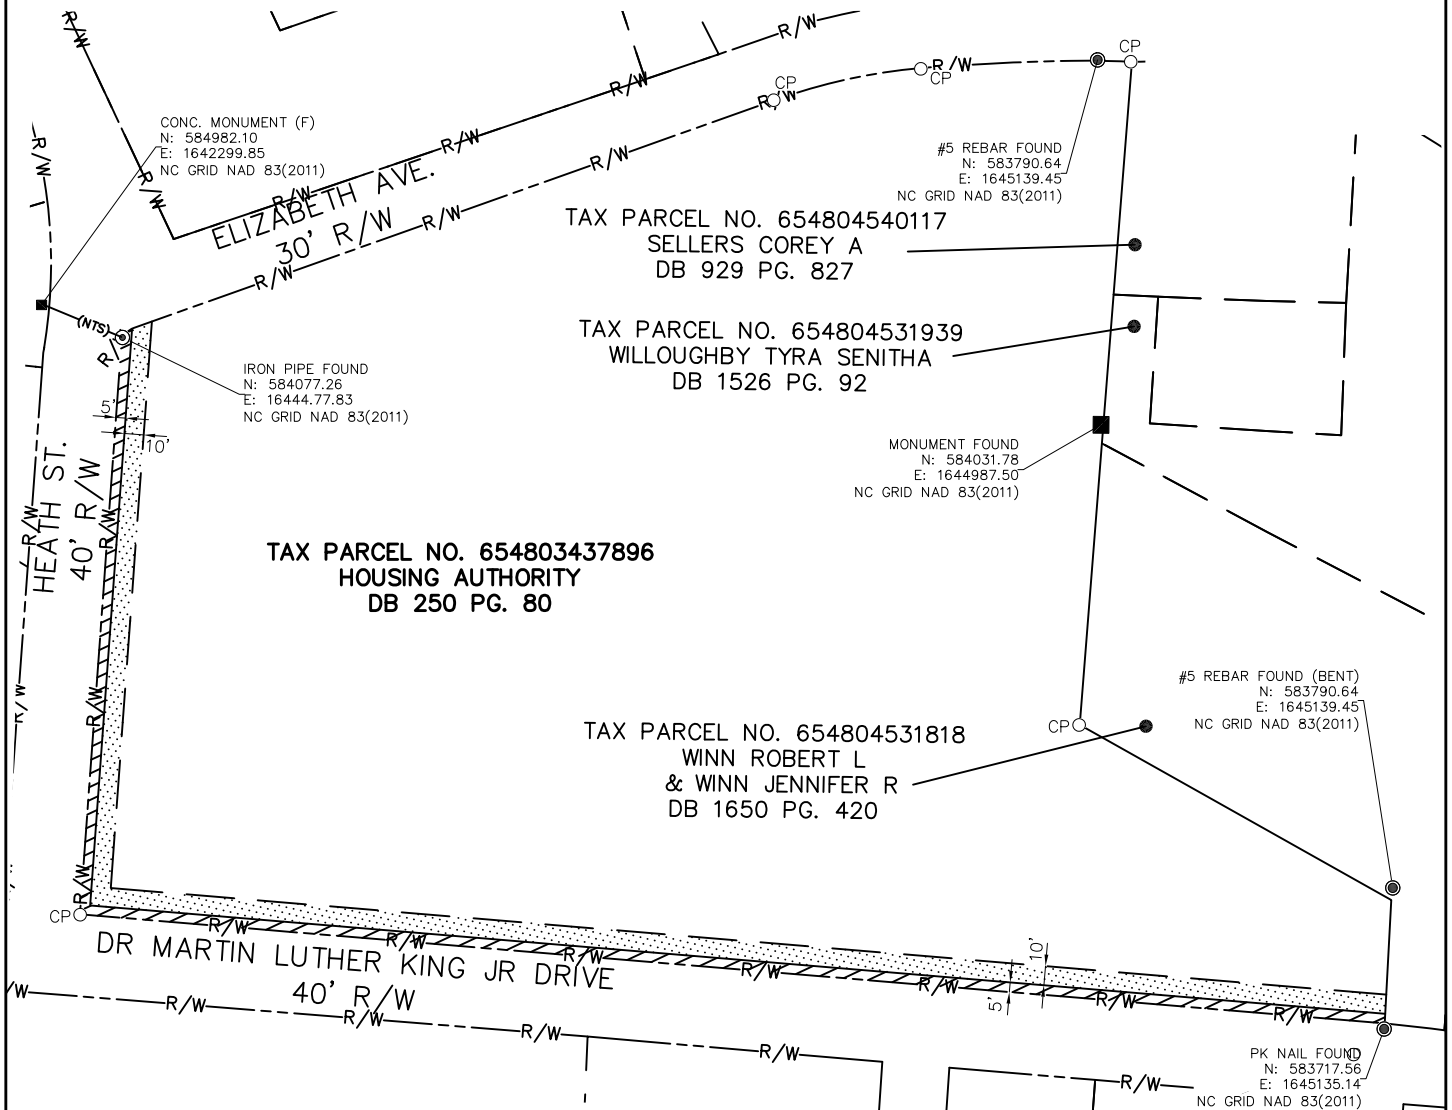 R/W
R/W
R/W
CP
CP
R/W
CP
R/W
R/W
R/W
CONC. MONUMENT (F)
N: 584982.10
E: 1642299.85
NC GRID NAD 83(2011)
R/W
R/W
R/W
R/W
R/W
#5 REBAR FOUND
N: 583790.64
E: 1645139.45
NC GRID NAD 83(2011)
ELIZABETH AVE.
30' R/W
R/W
R/W
TAX PARCEL NO. 654804540117
SELLERS COREY A
DB 929 PG. 827
(NTS)
R/
TAX PARCEL NO. 654804531939
WILLOUGHBY TYRA SENITHA
DB 1526 PG. 92
IRON PIPE FOUND
N: 584077.26
E: 16444.77.83
NC GRID NAD 83(2011)
5'
10'
MONUMENT FOUND
N: 584031.78
E: 1644987.50
NC GRID NAD 83(2011)
HEATH ST.
40' R/W
R/W
R/W
TAX PARCEL NO. 654803437896
HOUSING AUTHORITY
DB 250 PG. 80
#5 REBAR FOUND (BENT)
N: 583790.64
E: 1645139.45
NC GRID NAD 83(2011)
R/W
R/W
CP
TAX PARCEL NO. 654804531818
WINN ROBERT L
& WINN JENNIFER R
DB 1650 PG. 420
R/W
CP
R/W
R/W
R/W
R/W
R/W
R/W
R/W
10'
5'
DR MARTIN LUTHER KING JR DRIVE
40' R/W
/W
R/W
R/W
R/W
R/W
R/W
PK NAIL FOUND
N: 583717.56
E: 1645135.14
NC GRID NAD 83(2011)